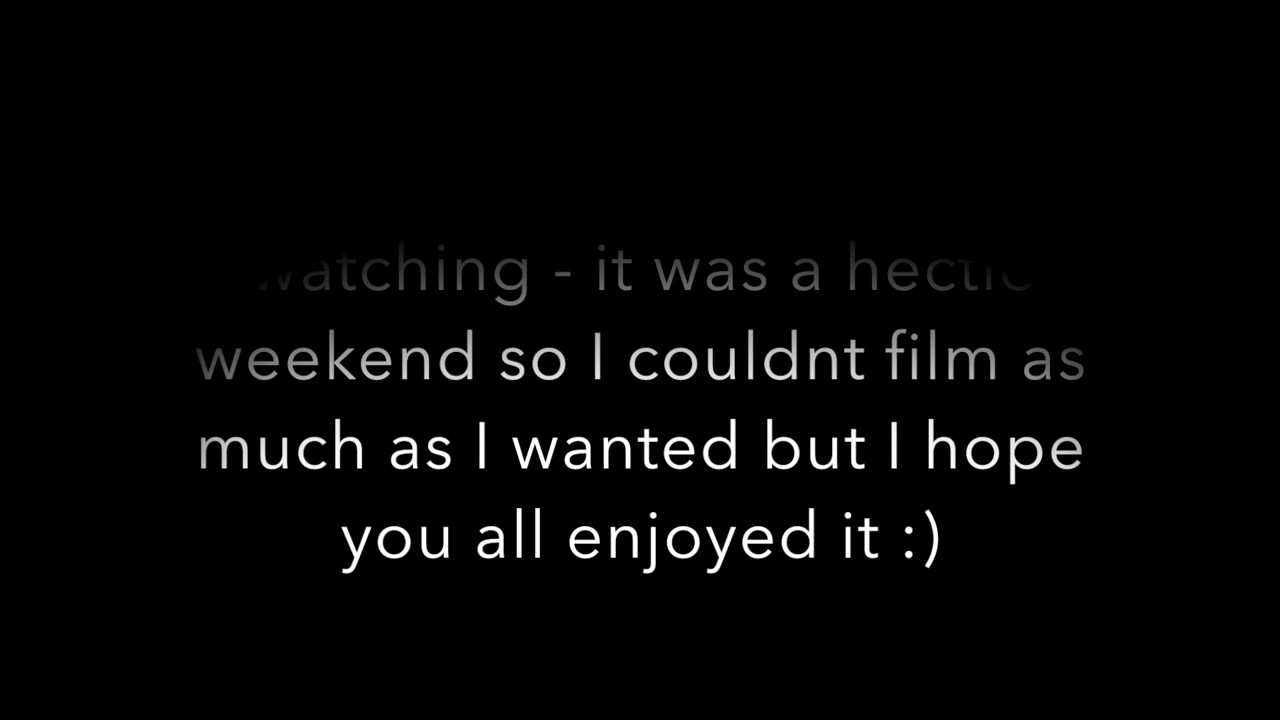 watching - it was a hectic
weekend so I couldnt film as
much as I wanted but I hope
you all enjoyed it :)